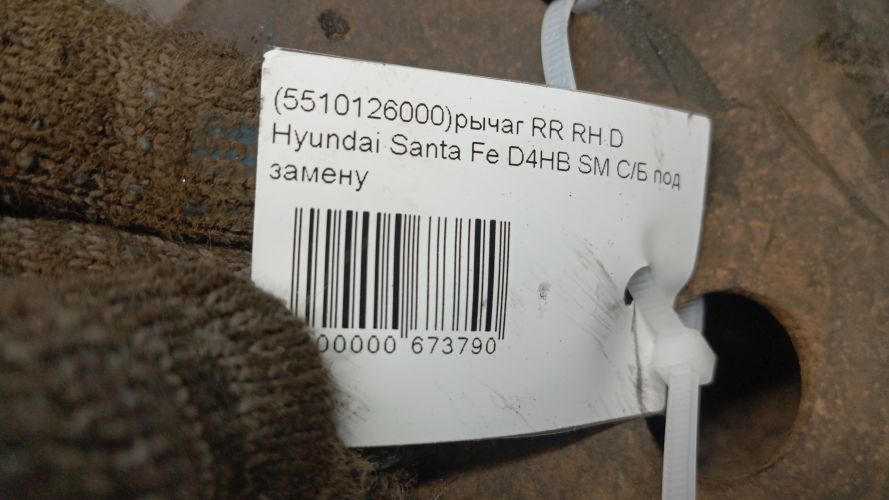 (5510126000)рычаг RR RH D
Hyundai Santa Fe D4HB SM С/Б под
замену
00000 673790